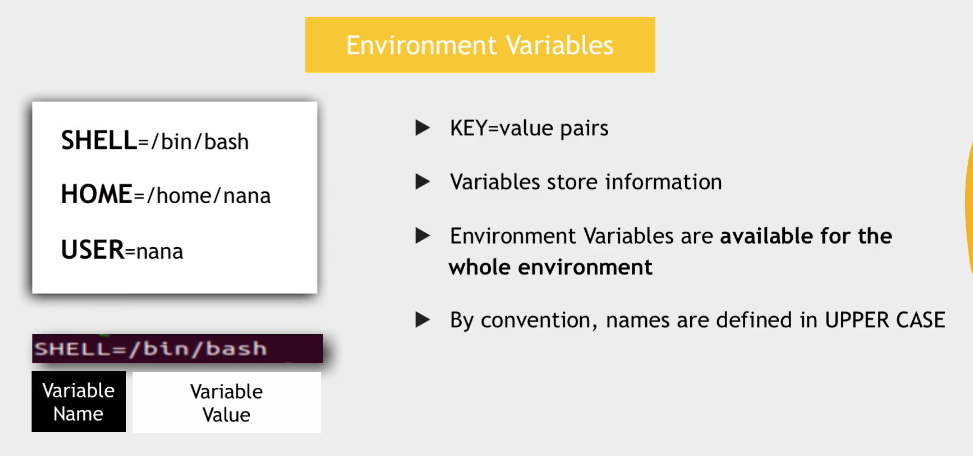 Environment Variables
SHELL=/bin/bash
HOME=/home/nana
USER=nana
SHELL=/bin/bash
Variable
Name
Variable
Value
KEY=value pairs
Variables store information
Environment Variables are available for the
whole environment
By convention, names are defined in UPPER CASE